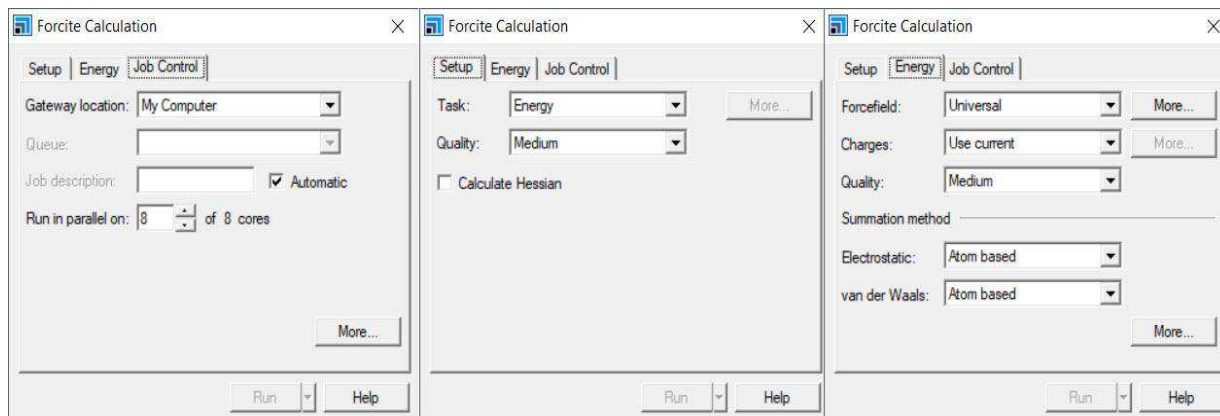 Forcite Calculation
Setup Energy Job Control
Gateway location: My Computer
Queue:
Job description: Automatic
Run in parallel on: 8 of 8 cores
More...
Run Help
Forcite Calculation
Setup Energy Job Control
Task: Energy More...
Quality: Medium
Calculate Hessian
Run Help
Forcite Calculation
Setup Energy Job Control
Forcefield: Universal More...
Charges: Use current More...
Quality: Medium
Summation method
Electrostatic: Atom based
van der Waals: Atom based
More...
Run Help